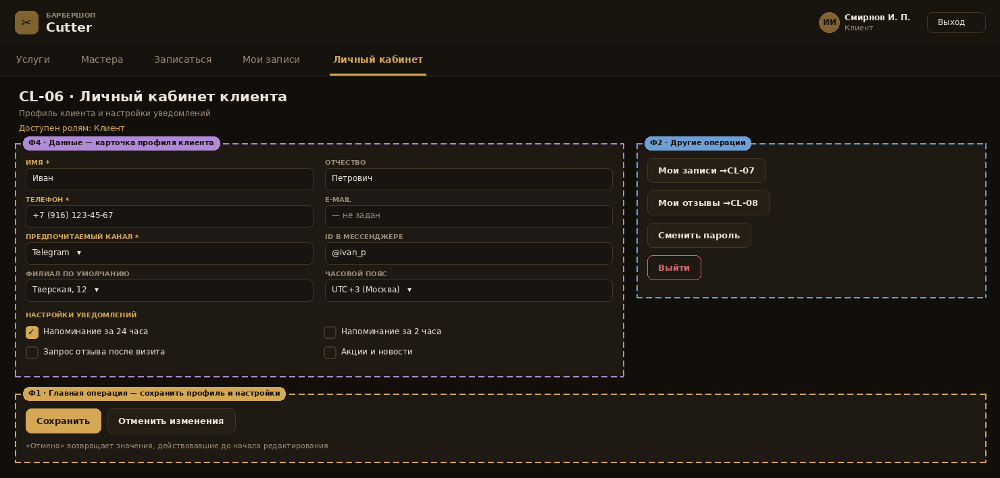 БАРБЕРШОП
Cutter
ИИ
Смирнов И. П.
Клиент
Выход
Услуги
Мастера
Записаться
Мои записи
Личный кабинет
CL-06 · Личный кабинет клиента
Профиль клиента и настройки уведомлений
Доступен ролям: Клиент
Ф4 · Данные — карточка профиля клиента
ИМЯ *
Иван
ОТЧЕСТВО
Петрович
ТЕЛЕФОН *
+7 (916) 123-45-67
E-MAIL
— не задан
ПРЕДПОЧИТАЕМЫЙ КАНАЛ *
Telegram ▾
ID В МЕССЕНДЖЕРЕ
@ivan_p
ФИЛИАЛ ПО УМОЛЧАНИЮ
Тверская, 12 ▾
ЧАСОВОЙ ПОЯС
UTC+3 (Москва) ▾
НАСТРОЙКИ УВЕДОМЛЕНИЙ
✓ Напоминание за 24 часа
Напоминание за 2 часа
Запрос отзыва после визита
Акции и новости
Ф2 · Другие операции
Мои записи →CL-07
Мои отзывы →CL-08
Сменить пароль
Выйти
Ф1 · Главная операция — сохранить профиль и настройки
Сохранить
Отменить изменения
«Отмена» возвращает значения, действовавшие до начала редактирования